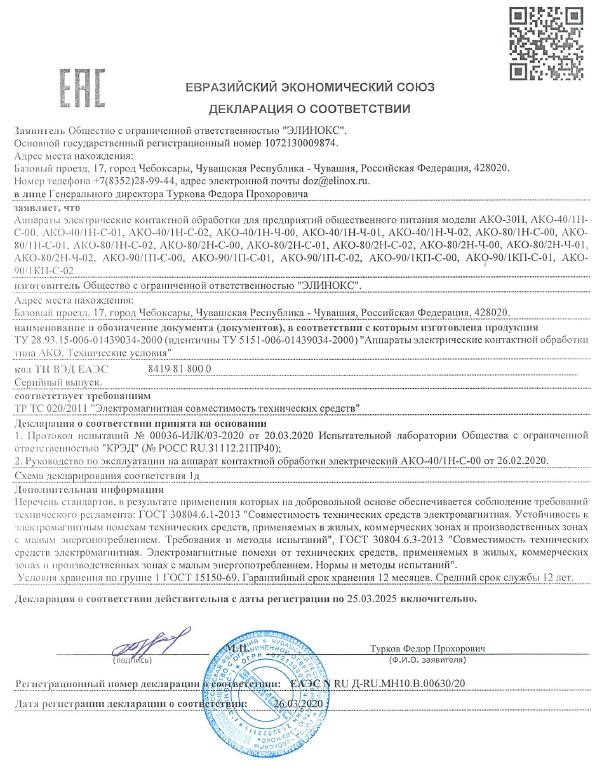 EAC
ЕВРАЗИЙСКИЙ ЭКОНОМИЧЕСКИЙ СОЮЗ
ДЕКЛАРАЦИЯ О СООТВЕТСТВИИ
Заявитель Общество с ограниченной ответственностью "ЭЛИНОКС".
Основной государственный регистрационный номер 1072130009874.
Адрес места нахождения:
Базовый проезд, 17, город Чебоксары, Чувашская Республика - Чувашия, Российская Федерация, 428020.
Номер телефона +7(8352)28-99-44, адрес электронной почты doz@elinox.ru.
в лице Генерального директора Туркова Федора Прохоровича
заявляет, что
Аппараты электрические контактной обработки для предприятий общественного питания модели АКО-30Н, АКО-40/1Н-
С-00, АКО-40/1Н-С-01, АКО-40/1Н-С-02, АКО-40/1Н-Ч-00, АКО-40/1Н-Ч-01, АКО-40/1Н-Ч-02, АКО-80/1Н-С-00, АКО-
80/1Н-С-01, АКО-80/1Н-С-02, АКО-80/2Н-С-00, АКО-80/2Н-С-01, АКО-80/2Н-С-02, АКО-80/2Н-Ч-00, АКО-80/2Н-Ч-01,
АКО-80/2Н-Ч-02, АКО-90/1П-С-00, АКО-90/1П-С-01, АКО-90/1П-С-02, АКО-90/1КП-С-00, АКО-90/1КП-С-01, АКО-
90/1КП-С-02
изготовитель Общество с ограниченной ответственностью "ЭЛИНОКС".
Адрес места нахождения:
Базовый проезд, 17, город Чебоксары, Чувашская Республика - Чувашия, Российская Федерация, 428020.
наименование и обозначение документа (документов), в соответствии с которым изготовлена продукция
ТУ 28.93.15-006-01439034-2000 (идентичны ТУ 5151-006-01439034-2000) "Аппараты электрические контактной обработки
типа АКО. Технические условия"
код ТН ВЭД ЕАЭС 8419 81 800 0
Серийный выпуск.
соответствует требованиям
ТР ТС 020/2011 "Электромагнитная совместимость технических средств"
Декларация о соответствии принята на основании
1. Протокол испытаний № 00036-ИЛК/03-2020 от 20.03.2020 Испытательной лаборатории Общества с ограниченной
ответственностью "КРЭД" (№ РОСС RU.31112.21ПР40);
2. Руководство по эксплуатации на аппарат контактной обработки электрический АКО-40/1Н-С-00 от 26.02.2020.
Схема декларирования соответствия 1д
Дополнительная информация
Перечень стандартов, в результате применения которых на добровольной основе обеспечивается соблюдение требований
технического регламента: ГОСТ 30804.6.1-2013 "Совместимость технических средств электромагнитная. Устойчивость к
электромагнитным помехам технических средств, применяемых в жилых, коммерческих зонах и производственных зонах
с малым энергопотреблением. Требования и методы испытаний", ГОСТ 30804.6.3-2013 "Совместимость технических
средств электромагнитная. Электромагнитные помехи от технических средств, применяемых в жилых, коммерческих
зонах и производственных зонах с малым энергопотреблением. Нормы и методы испытаний".
Условия хранения по группе 1 ГОСТ 15150-69. Гарантийный срок хранения 12 месяцев. Средний срок службы 12 лет.
Декларация о соответствии действительна с даты регистрации по 25.03.2025 включительно.
М.П. Турков Федор Прохорович
(подпись) (Ф.И.О. заявителя)
Регистрационный номер декларации о соответствии: ЕАЭС N RU Д-RU.МН10.В.00630/20
Дата регистрации декларации о соответствии: 26.03.2020